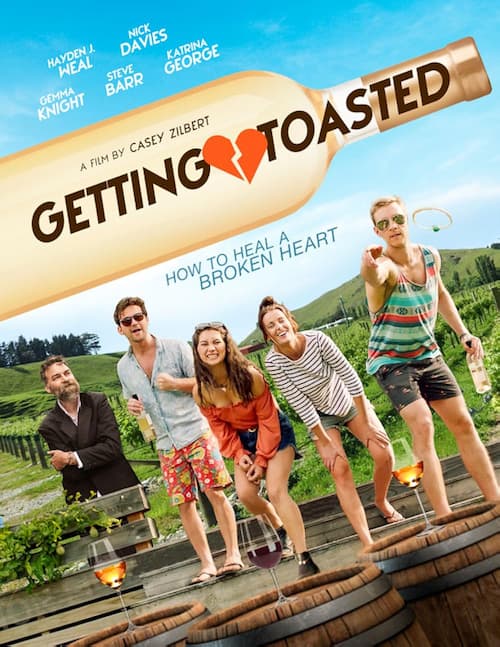 HAYDEN J.
WEAL
NICK
DAVIES
KATRINA
GEORGE
GEMMA
KNIGHT
STEVE
BARR
A FILM BY CASEY ZILBERT
GETTING TOASTED
HOW TO HEAL A
BROKEN HEART